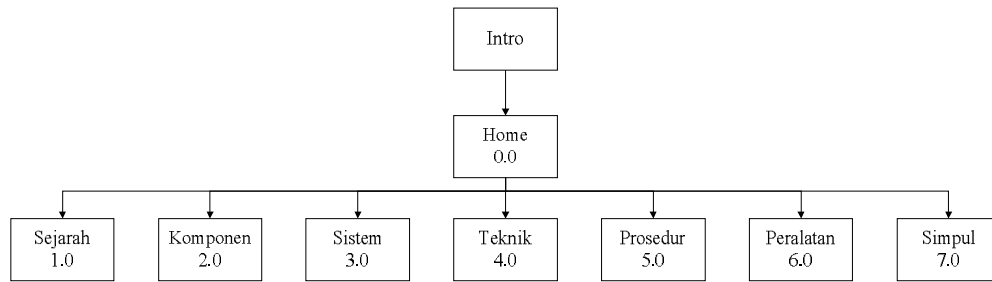 Intro
Home
0.0
Sejarah
1.0
Komponen
2.0
Sistem
3.0
Teknik
4.0
Prosedur
5.0
Peralatan
6.0
Simpul
7.0